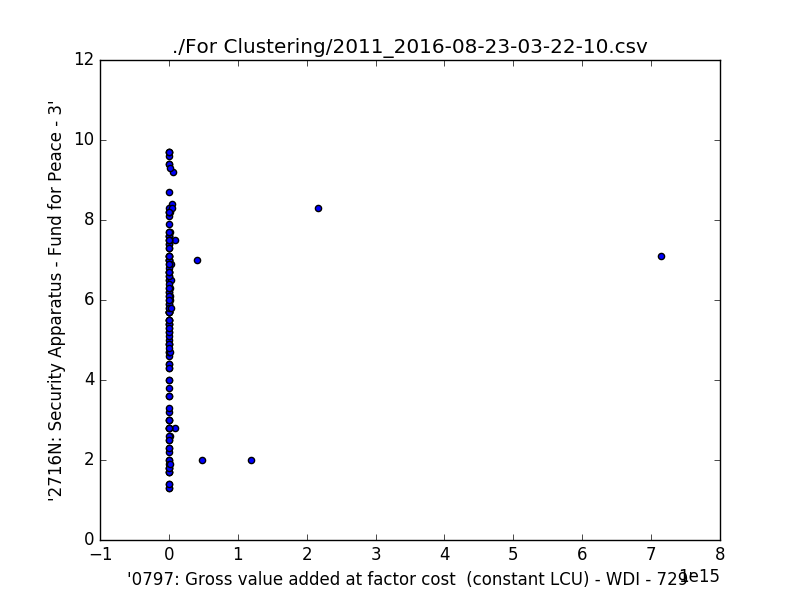 ./For Clustering/2011_2016-08-23-03-22-10.csv
12
10
8
6
4
2
0
'2716N: Security Apparatus - Fund for Peace - 3'
−1 0 1 2 3 4 5 6 7 8
1e15
'0797: Gross value added at factor cost (constant LCU) - WDI - 729